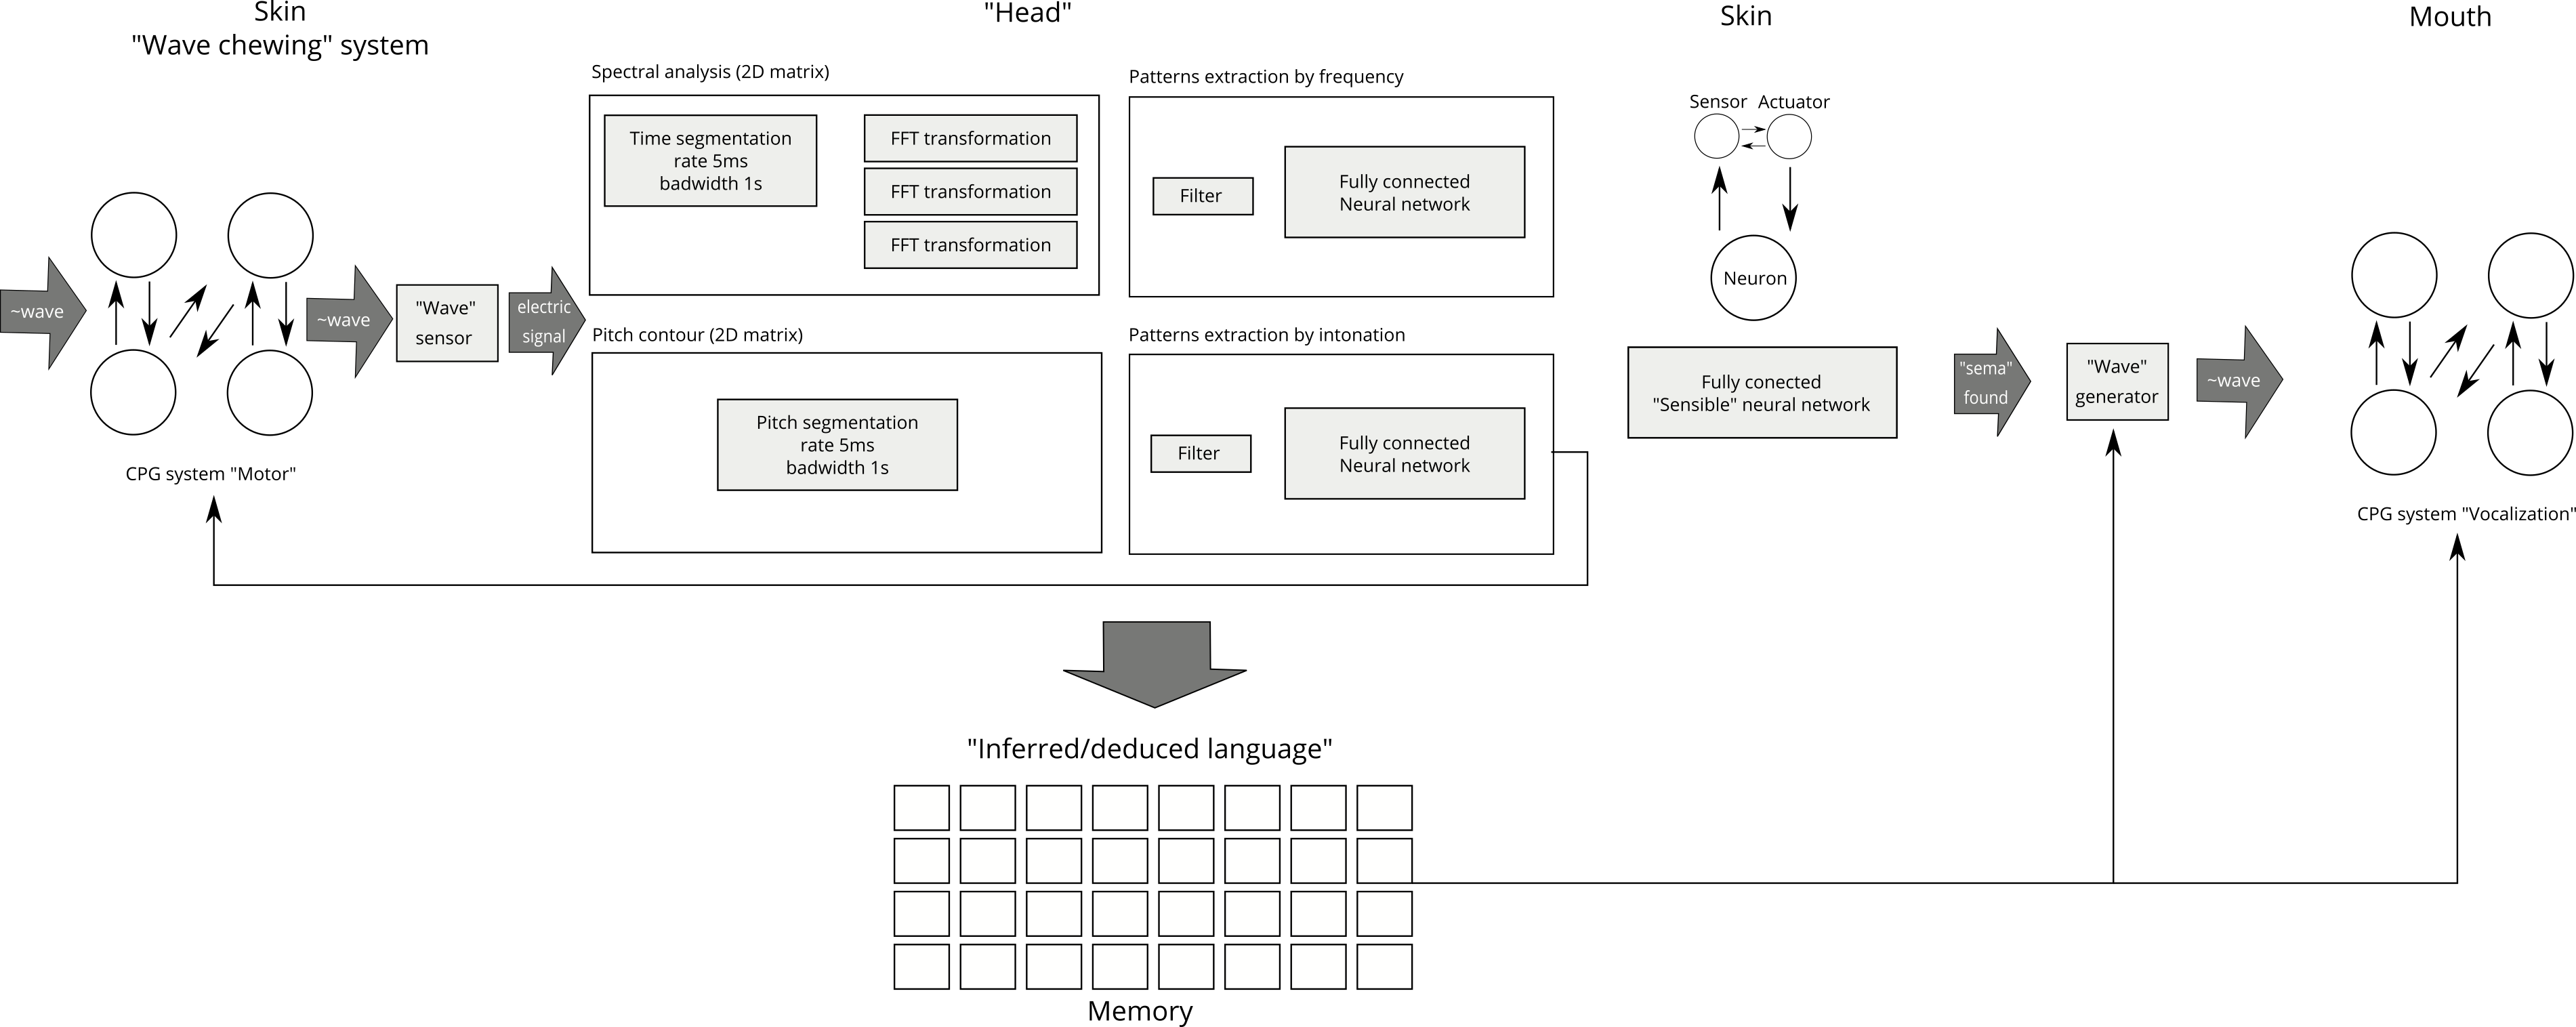 Skin
"Wave chewing" system
"Head"
Skin
Mouth
Spectral analysis (2D matrix)
Time segmentation
rate 5ms
badwidth 1s
FFT transformation
FFT transformation
FFT transformation
Patterns extraction by frequency
Filter
Fully connected
Neural network
Sensor
Actuator
Neuron
~wave
~wave
"Wave"
sensor
electric
signal
CPG system "Motor"
Pitch contour (2D matrix)
Pitch segmentation
rate 5ms
badwidth 1s
Patterns extraction by intonation
Filter
Fully connected
Neural network
Fully conected
"Sensible" neural network
"sema"
found
"Wave"
generator
~wave
CPG system "Vocalization"
"Inferred/deduced language"
Memory